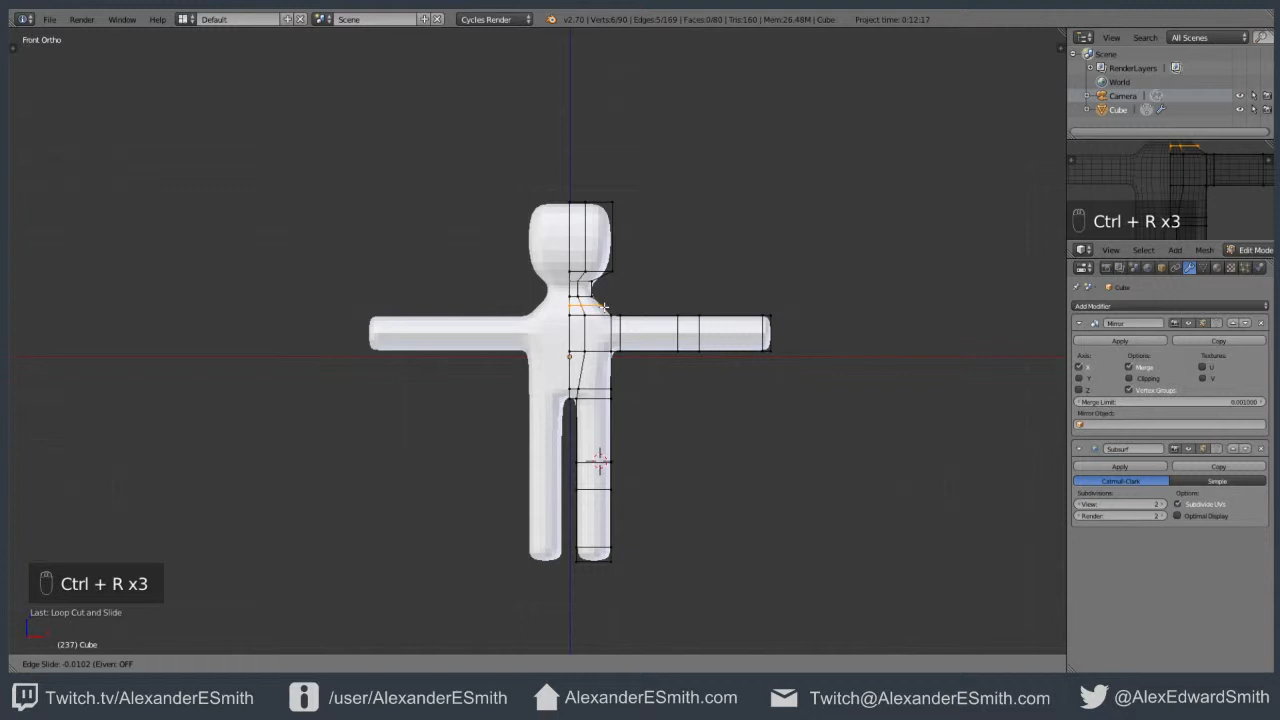 File Render Window Help Default Scene Cycles Render v2.70 | Verts:6/90 | Edges:5/169 | Faces:0/80 | Tris:160 | Mem:26.48M | Cube Project time: 0:12:17
Front Ortho
View Search All Scenes
Scene
RenderLayers
World
Camera
Cube
Ctrl + R x3
View Select Add Mesh Edit Mode
Cube
Add Modifier
Mirror
Apply Copy
Axis: Options: Textures:
X Merge U
Y Clipping V
Z Vertex Groups
Merge Limit: 0.001000
Mirror Object:
Subsurf
Apply Copy
Catmull-Clark Simple
Subdivisions: Options:
View: 2 Subdivide UVs
Render: 2 Optimal Display
Ctrl + R x3
Last: Loop Cut and Slide
(237) Cube
Edge Slide: -0.0102 (E)ven: OFF
Twitch.tv/AlexanderESmith /user/AlexanderESmith AlexanderESmith.com Twitch@AlexanderESmith.com @AlexEdwardSmith